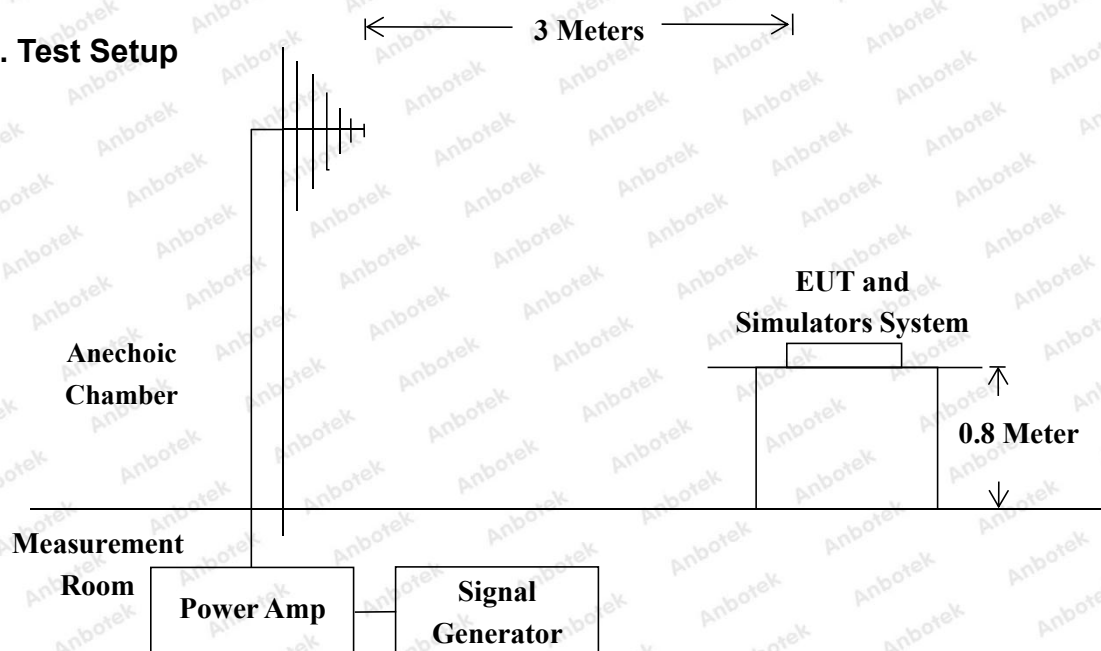 . Test Setup
3 Meters
EUT and
Simulators System
Anechoic
Chamber
0.8 Meter
Measurement
Room
Power Amp
Signal
Generator
Anbotek